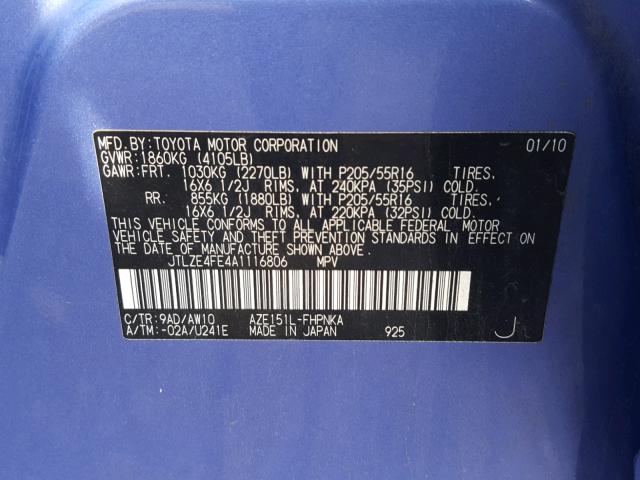 MFD. BY: TOYOTA MOTOR CORPORATION 01/10
GVWR: 1860KG (4105LB)
GAWR: FRT. 1030KG (2270LB) WITH P205/55R16 TIRES,
16X6 1/2J RIMS, AT 240KPA (35PSI) COLD.
RR. 855KG (1880LB) WITH P205/55R16 TIRES,
16X6 1/2J RIMS, AT 220KPA (32PSI) COLD.
THIS VEHICLE CONFORMS TO ALL APPLICABLE FEDERAL MOTOR
VEHICLE SAFETY AND THEFT PREVENTION STANDARDS IN EFFECT ON
THE DATE OF MANUFACTURE SHOWN ABOVE.
JTLZE4FE4A1116806 MPV
C/TR: 9AD/AW10 AZE151L-FHPNKA
A/TM: -02A/U241E MADE IN JAPAN 925 J